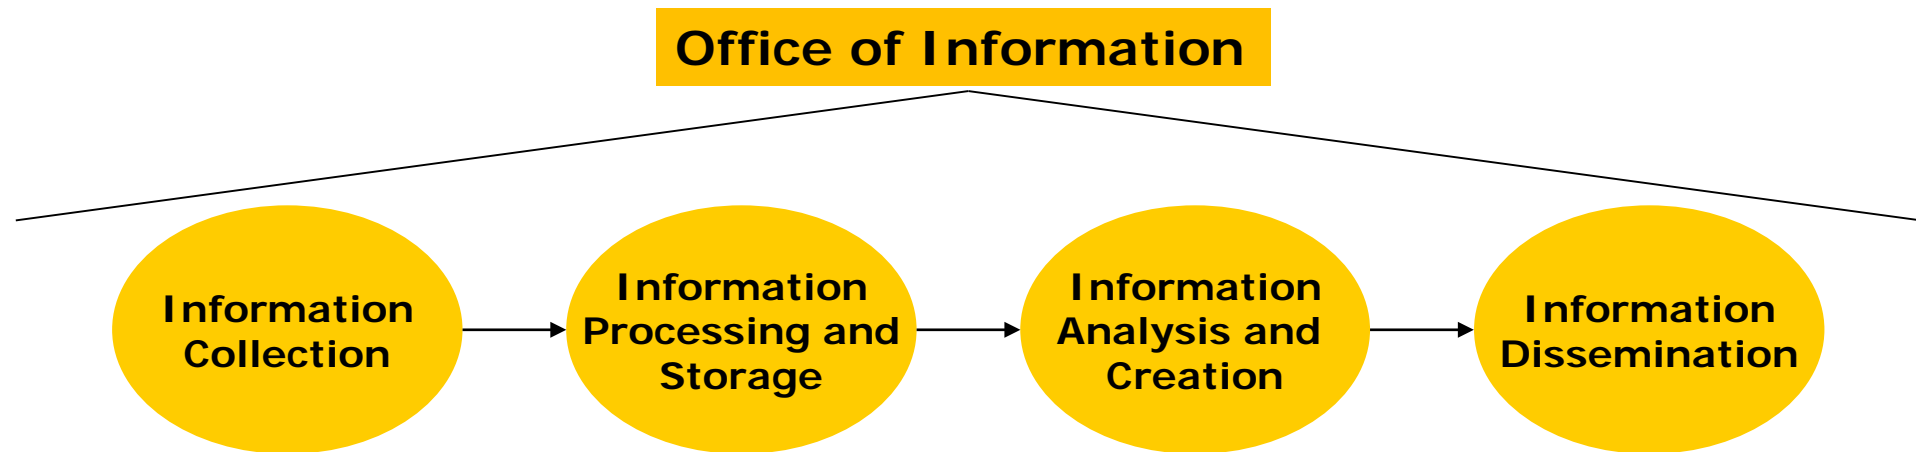 Office of Information
Information
Collection
Information
Processing and
Storage
Information
Analysis and
Creation
Information
Dissemination